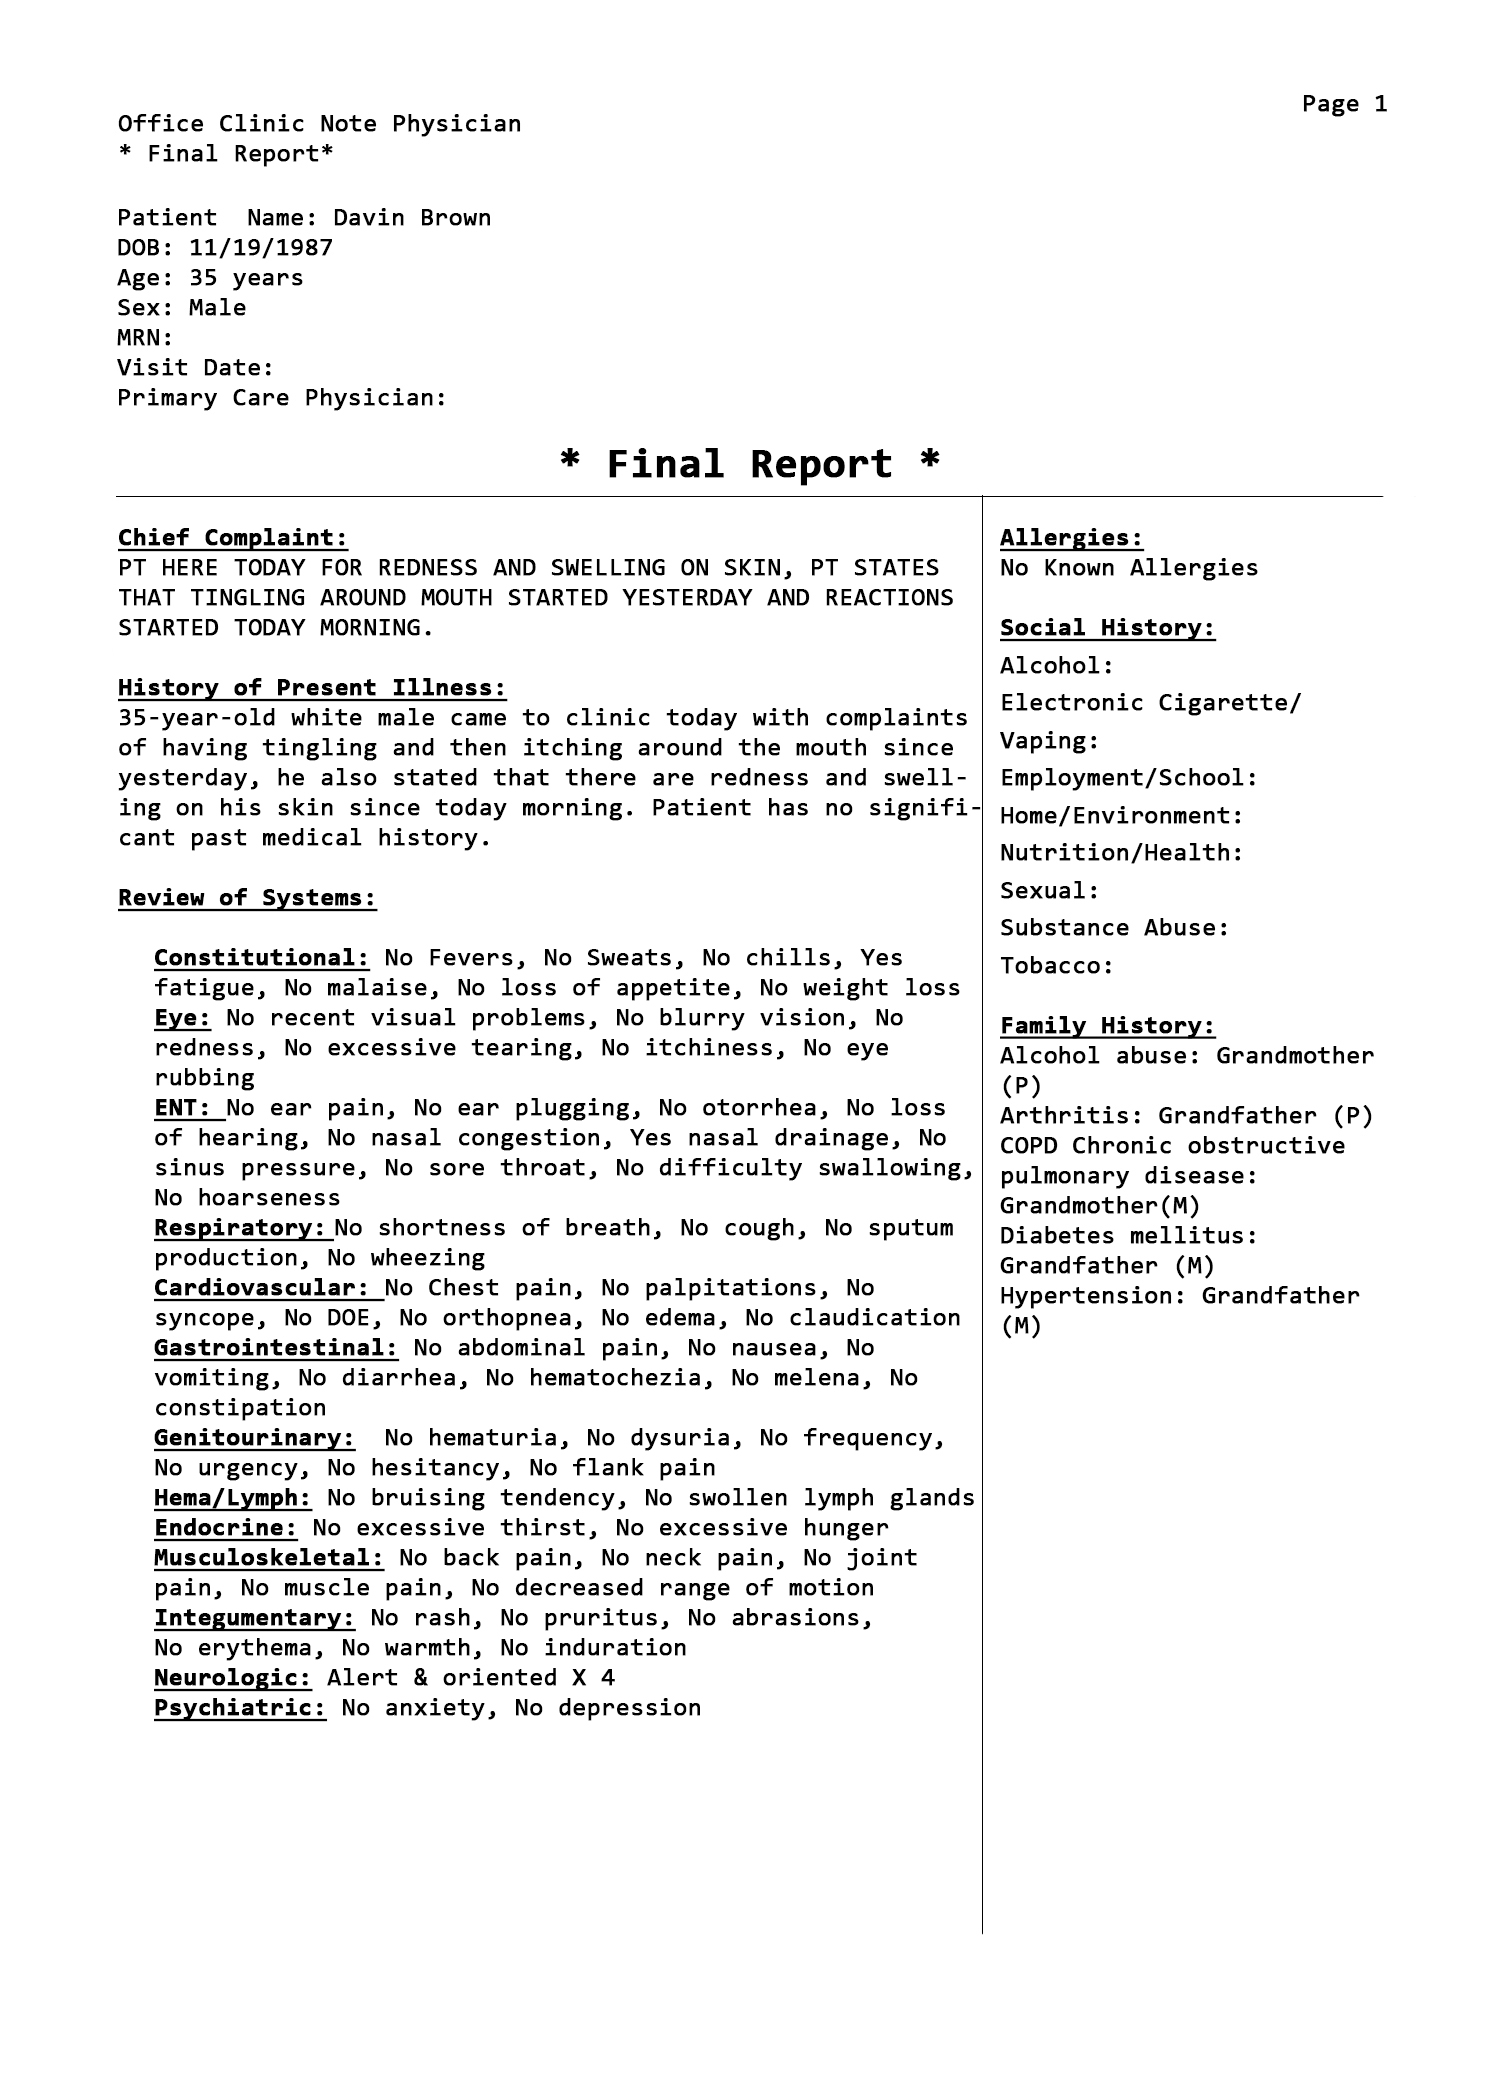 Page 1
Office Clinic Note Physician
* Final Report*
Patient  Name: Davin Brown
DOB: 11/19/1987
Age: 35 years
Sex: Male
MRN:
Visit Date:
Primary Care Physician:
* Final Report *
Chief Complaint:
PT HERE TODAY FOR REDNESS AND SWELLING ON SKIN, PT STATES
THAT TINGLING AROUND MOUTH STARTED YESTERDAY AND REACTIONS
STARTED TODAY MORNING.
History of Present Illness:
35-year-old white male came to clinic today with complaints
of having tingling and then itching around the mouth since
yesterday, he also stated that there are redness and swell-
ing on his skin since today morning. Patient has no signifi-
cant past medical history.
Review of Systems:
Constitutional: No Fevers, No Sweats, No chills, Yes
fatigue, No malaise, No loss of appetite, No weight loss
Eye: No recent visual problems, No blurry vision, No
redness, No excessive tearing, No itchiness, No eye
rubbing
ENT: No ear pain, No ear plugging, No otorrhea, No loss
of hearing, No nasal congestion, Yes nasal drainage, No
sinus pressure, No sore throat, No difficulty swallowing,
No hoarseness
Respiratory: No shortness of breath, No cough, No sputum
production, No wheezing
Cardiovascular: No Chest pain, No palpitations, No
syncope, No DOE, No orthopnea, No edema, No claudication
Gastrointestinal: No abdominal pain, No nausea, No
vomiting, No diarrhea, No hematochezia, No melena, No
constipation
Genitourinary:  No hematuria, No dysuria, No frequency,
No urgency, No hesitancy, No flank pain
Hema/Lymph: No bruising tendency, No swollen lymph glands
Endocrine: No excessive thirst, No excessive hunger
Musculoskeletal: No back pain, No neck pain, No joint
pain, No muscle pain, No decreased range of motion
Integumentary: No rash, No pruritus, No abrasions,
No erythema, No warmth, No induration
Neurologic: Alert & oriented X 4
Psychiatric: No anxiety, No depression
Allergies:
No Known Allergies
Social History:
Alcohol:
Electronic Cigarette/
Vaping:
Employment/School:
Home/Environment:
Nutrition/Health:
Sexual:
Substance Abuse:
Tobacco:
Family History:
Alcohol abuse: Grandmother
(P)
Arthritis: Grandfather (P)
COPD Chronic obstructive
pulmonary disease:
Grandmother(M)
Diabetes mellitus:
Grandfather (M)
Hypertension: Grandfather
(M)